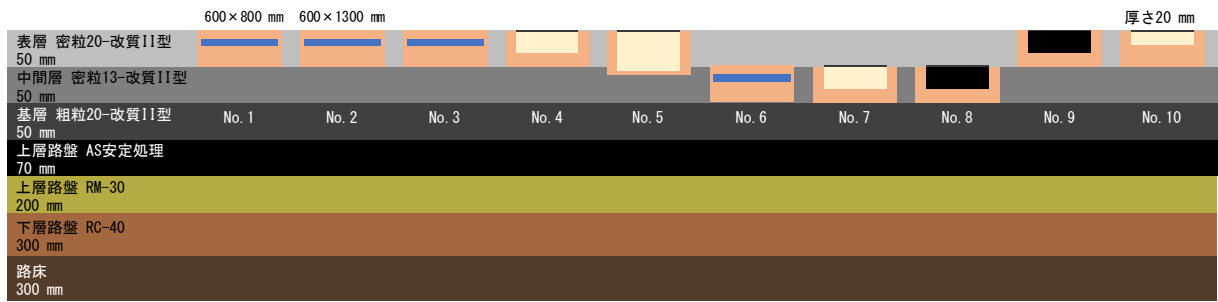 600×800 mm
600×1300 mm
厚さ20 mm
表層 密粒20-改質II型
50 mm
中間層 密粒13-改質II型
50 mm
基層 粗粒20-改質II型
50 mm
No.1
No.2
No.3
No.4
No.5
No.6
No.7
No.8
No.9
No.10
上層路盤 AS安定処理
70 mm
上層路盤 RM-30
200 mm
下層路盤 RC-40
300 mm
路床
300 mm